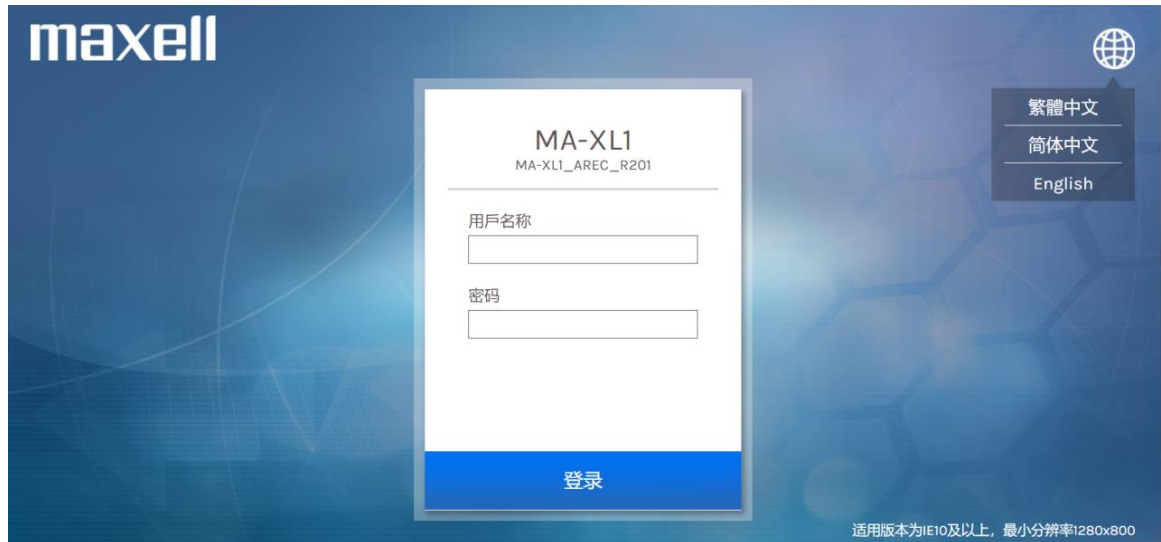 maxell
繁體中文
简体中文
English
MA-XL1
MA-XL1_AREC_R201
用戶名称
密码
登录
适用版本为IE10及以上，最小分辨率1280x800